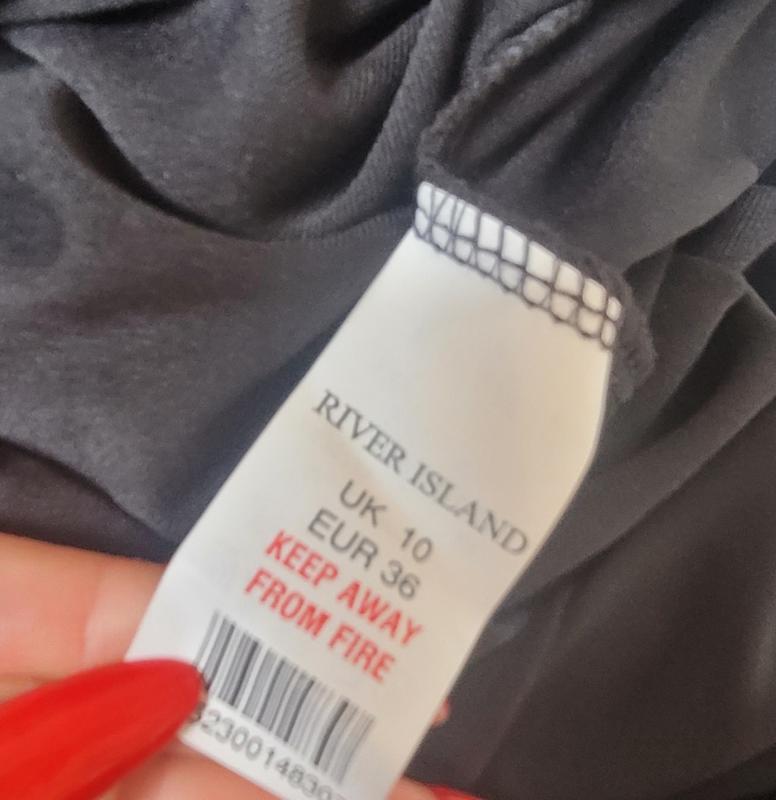 RIVER ISLAND
UK 10
EUR 36
KEEP AWAY
FROM FIRE